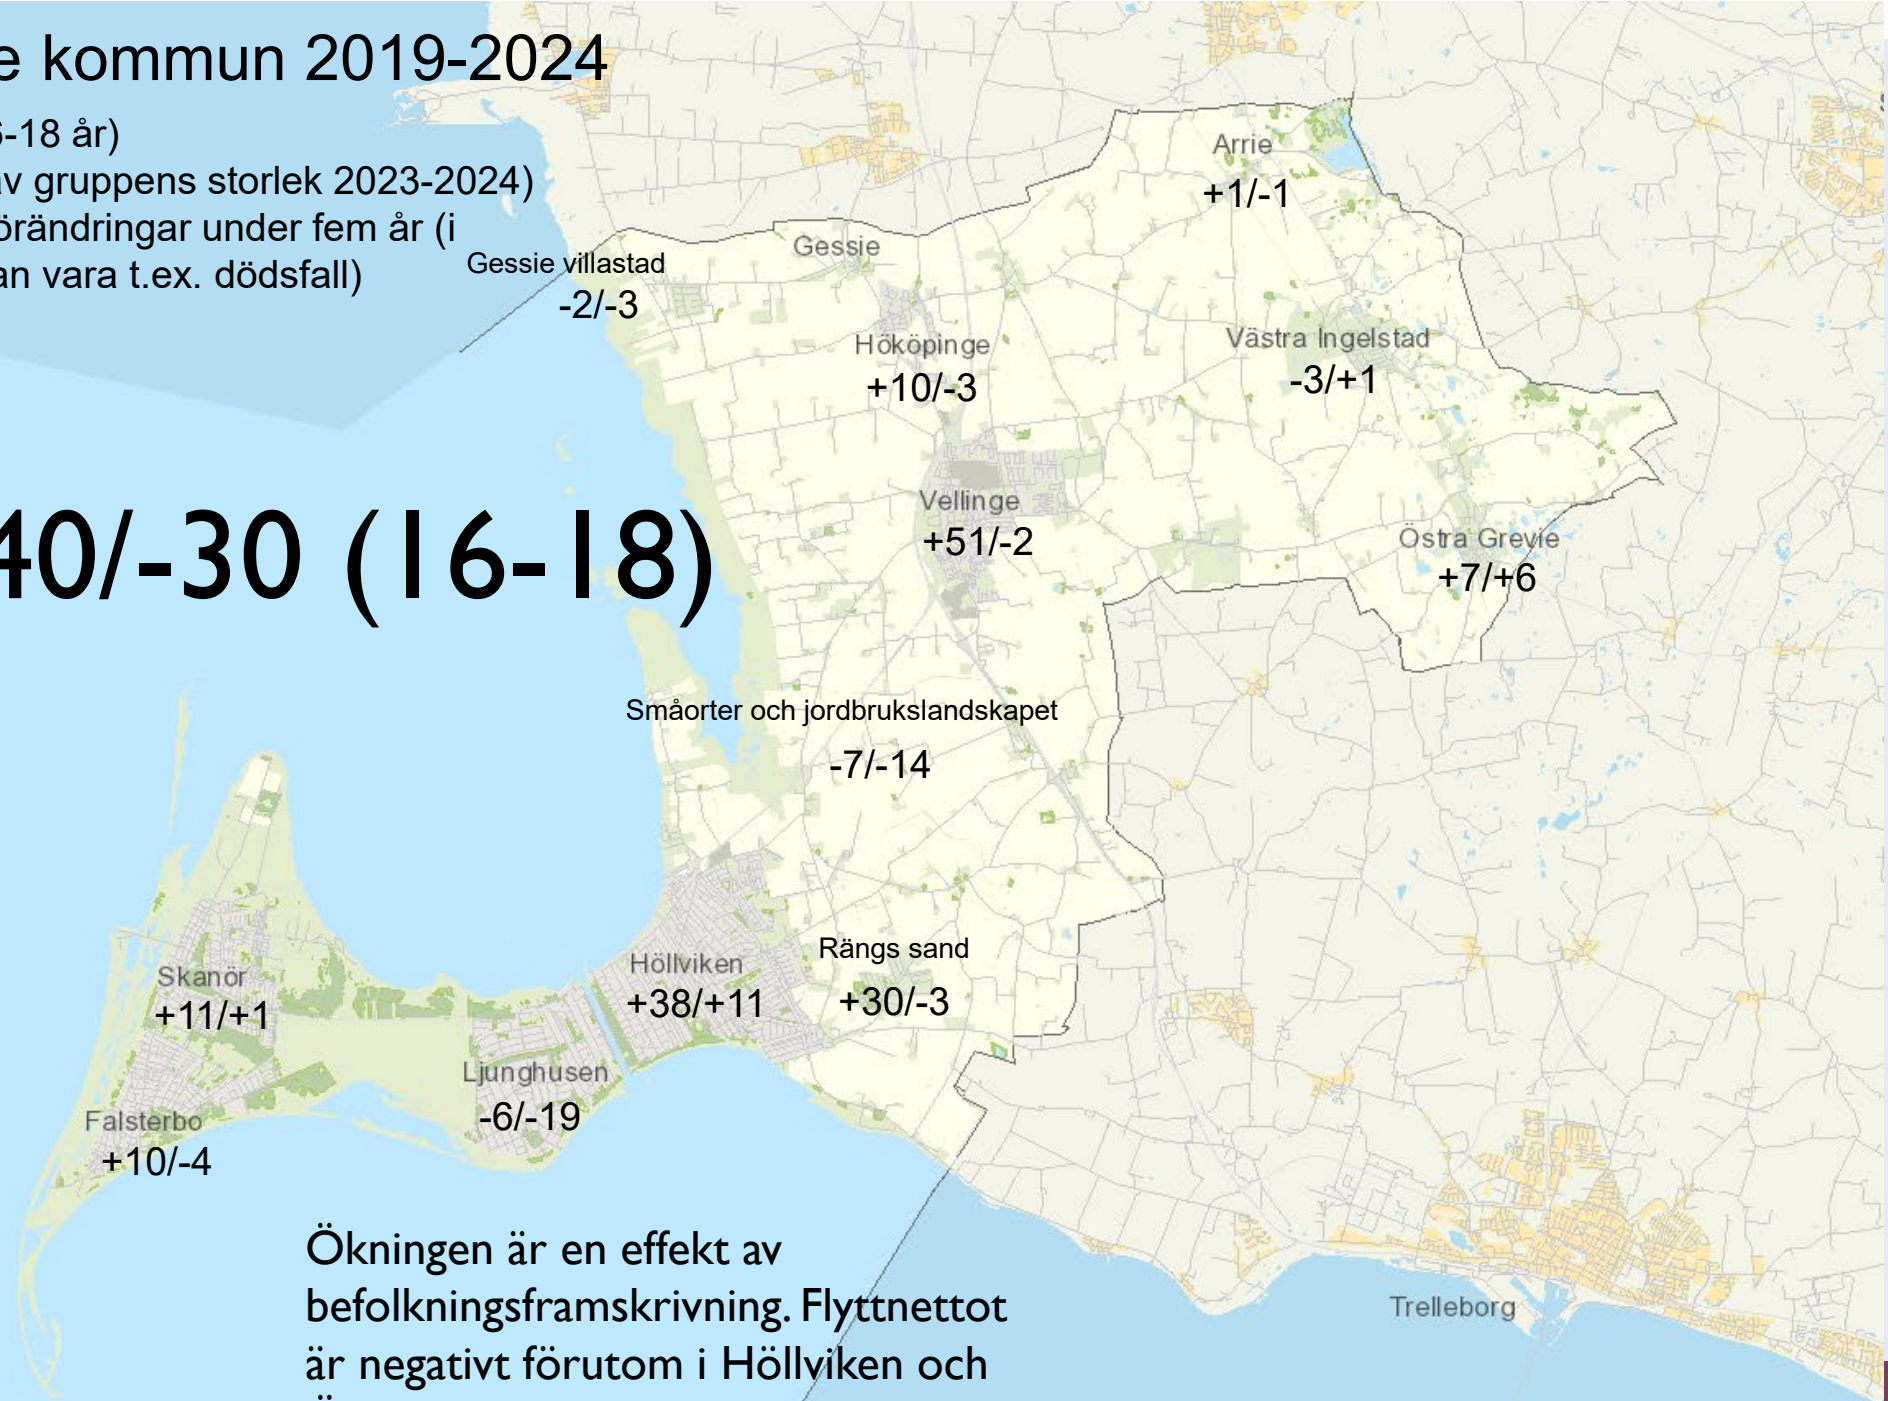 e kommun 2019-2024
-18 år)
av gruppens storlek 2023-2024)
örändringar under fem år (i
an vara t.ex. dödsfall)
Arrie
+1/-1
Gessie
Gessie villastad
-2/-3
Hököpinge
+10/-3
Västra Ingelstad
-3/+1
Vellinge
+51/-2
40/-30 (16-18)
Östra Grevie
+7/+6
Småorter och jordbrukslandskapet
-7/-14
Rängs sand
+30/-3
Höllviken
+38/+11
Skanör
+11/+1
Ljunghusen
-6/-19
Falsterbo
+10/-4
Ökningen är en effekt av
befolkningsframskrivning. Flyttnettot
är negativt förutom i Höllviken och
Trelleborg